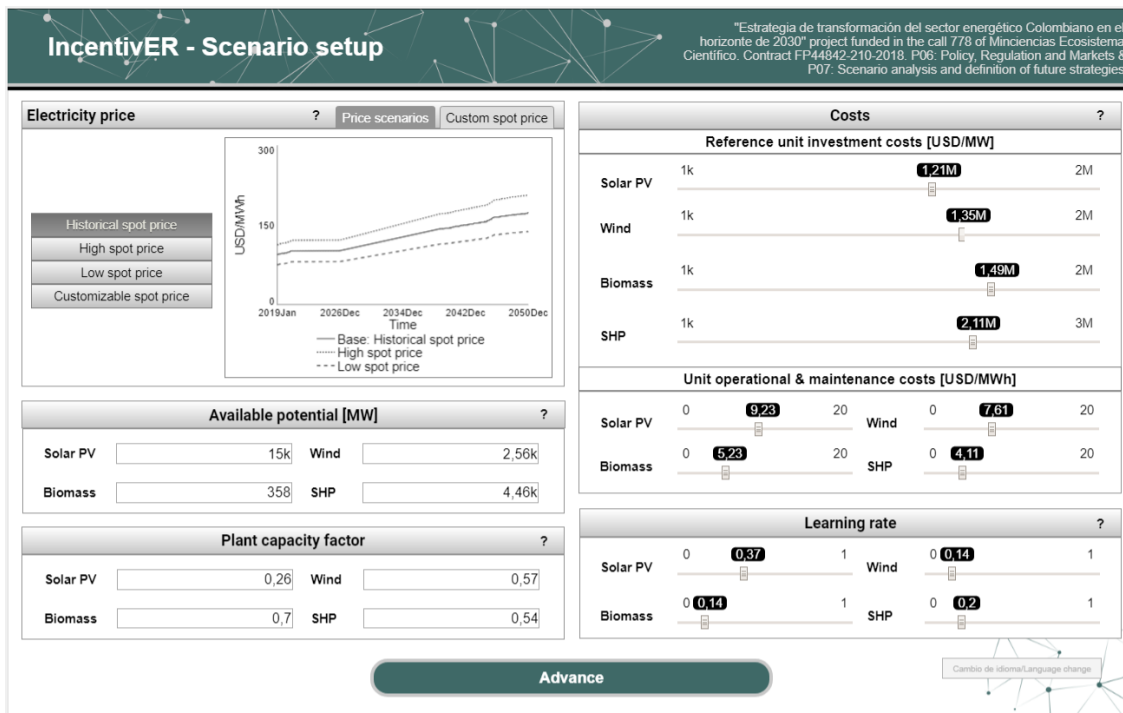 IncentivER - Scenario setup
"Estrategia de transformación del sector energético Colombiano en el
horizonte de 2030" project funded in the call 778 of Minciencias Ecosistema
Científico. Contract FP44842-210-2018. P06: Policy, Regulation and Markets &
P07: Scenario analysis and definition of future strategies
Electricity price ? Price scenarios Custom spot price
Historical spot price
High spot price
Low spot price
Customizable spot price
USD/MWh
300
150
0
2019Jan 2026Dec 2034Dec 2042Dec 2050Dec
Time
Base: Historical spot price
High spot price
Low spot price
Available potential [MW] ?
Solar PV 15k Wind 2,56k
Biomass 358 SHP 4,46k
Plant capacity factor ?
Solar PV 0,26 Wind 0,57
Biomass 0,7 SHP 0,54
Costs ?
Reference unit investment costs [USD/MW]
Solar PV 1k 1,21M 2M
Wind 1k 1,35M 2M
Biomass 1k 1,49M 2M
SHP 1k 2,11M 3M
Unit operational & maintenance costs [USD/MWh]
Solar PV 0 9,23 20 Wind 0 7,61 20
Biomass 0 5,23 20 SHP 0 4,11 20
Learning rate ?
Solar PV 0 0,37 1 Wind 0 0,14 1
Biomass 0 0,14 1 SHP 0 0,2 1
Advance
Cambio de idioma/Language change